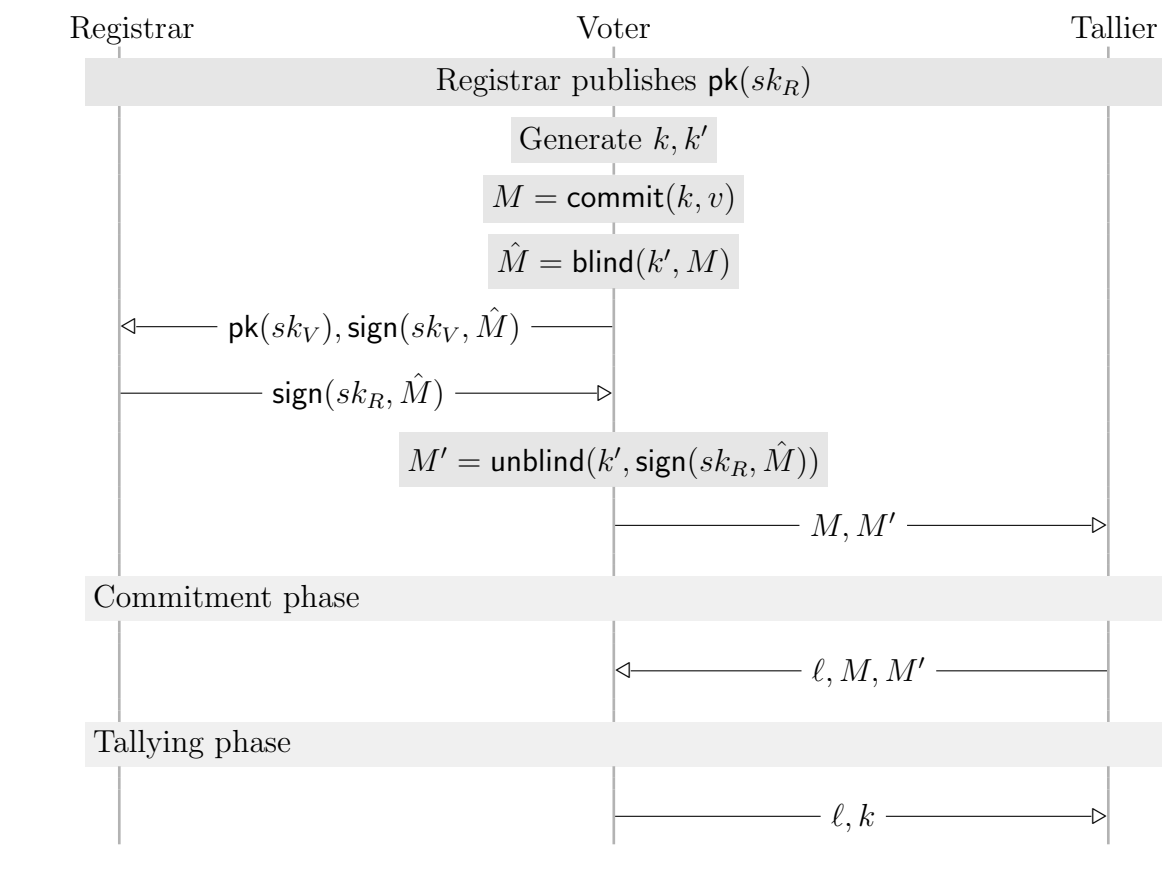 Registrar Voter Tallier
Registrar publishes pk(sk_R)
Generate k, k′
M = commit(k, v)
M̂ = blind(k′, M)
pk(sk_V), sign(sk_V, M̂)
sign(sk_R, M̂)
M′ = unblind(k′, sign(sk_R, M̂))
M, M′
Commitment phase
ℓ, M, M′
Tallying phase
ℓ, k